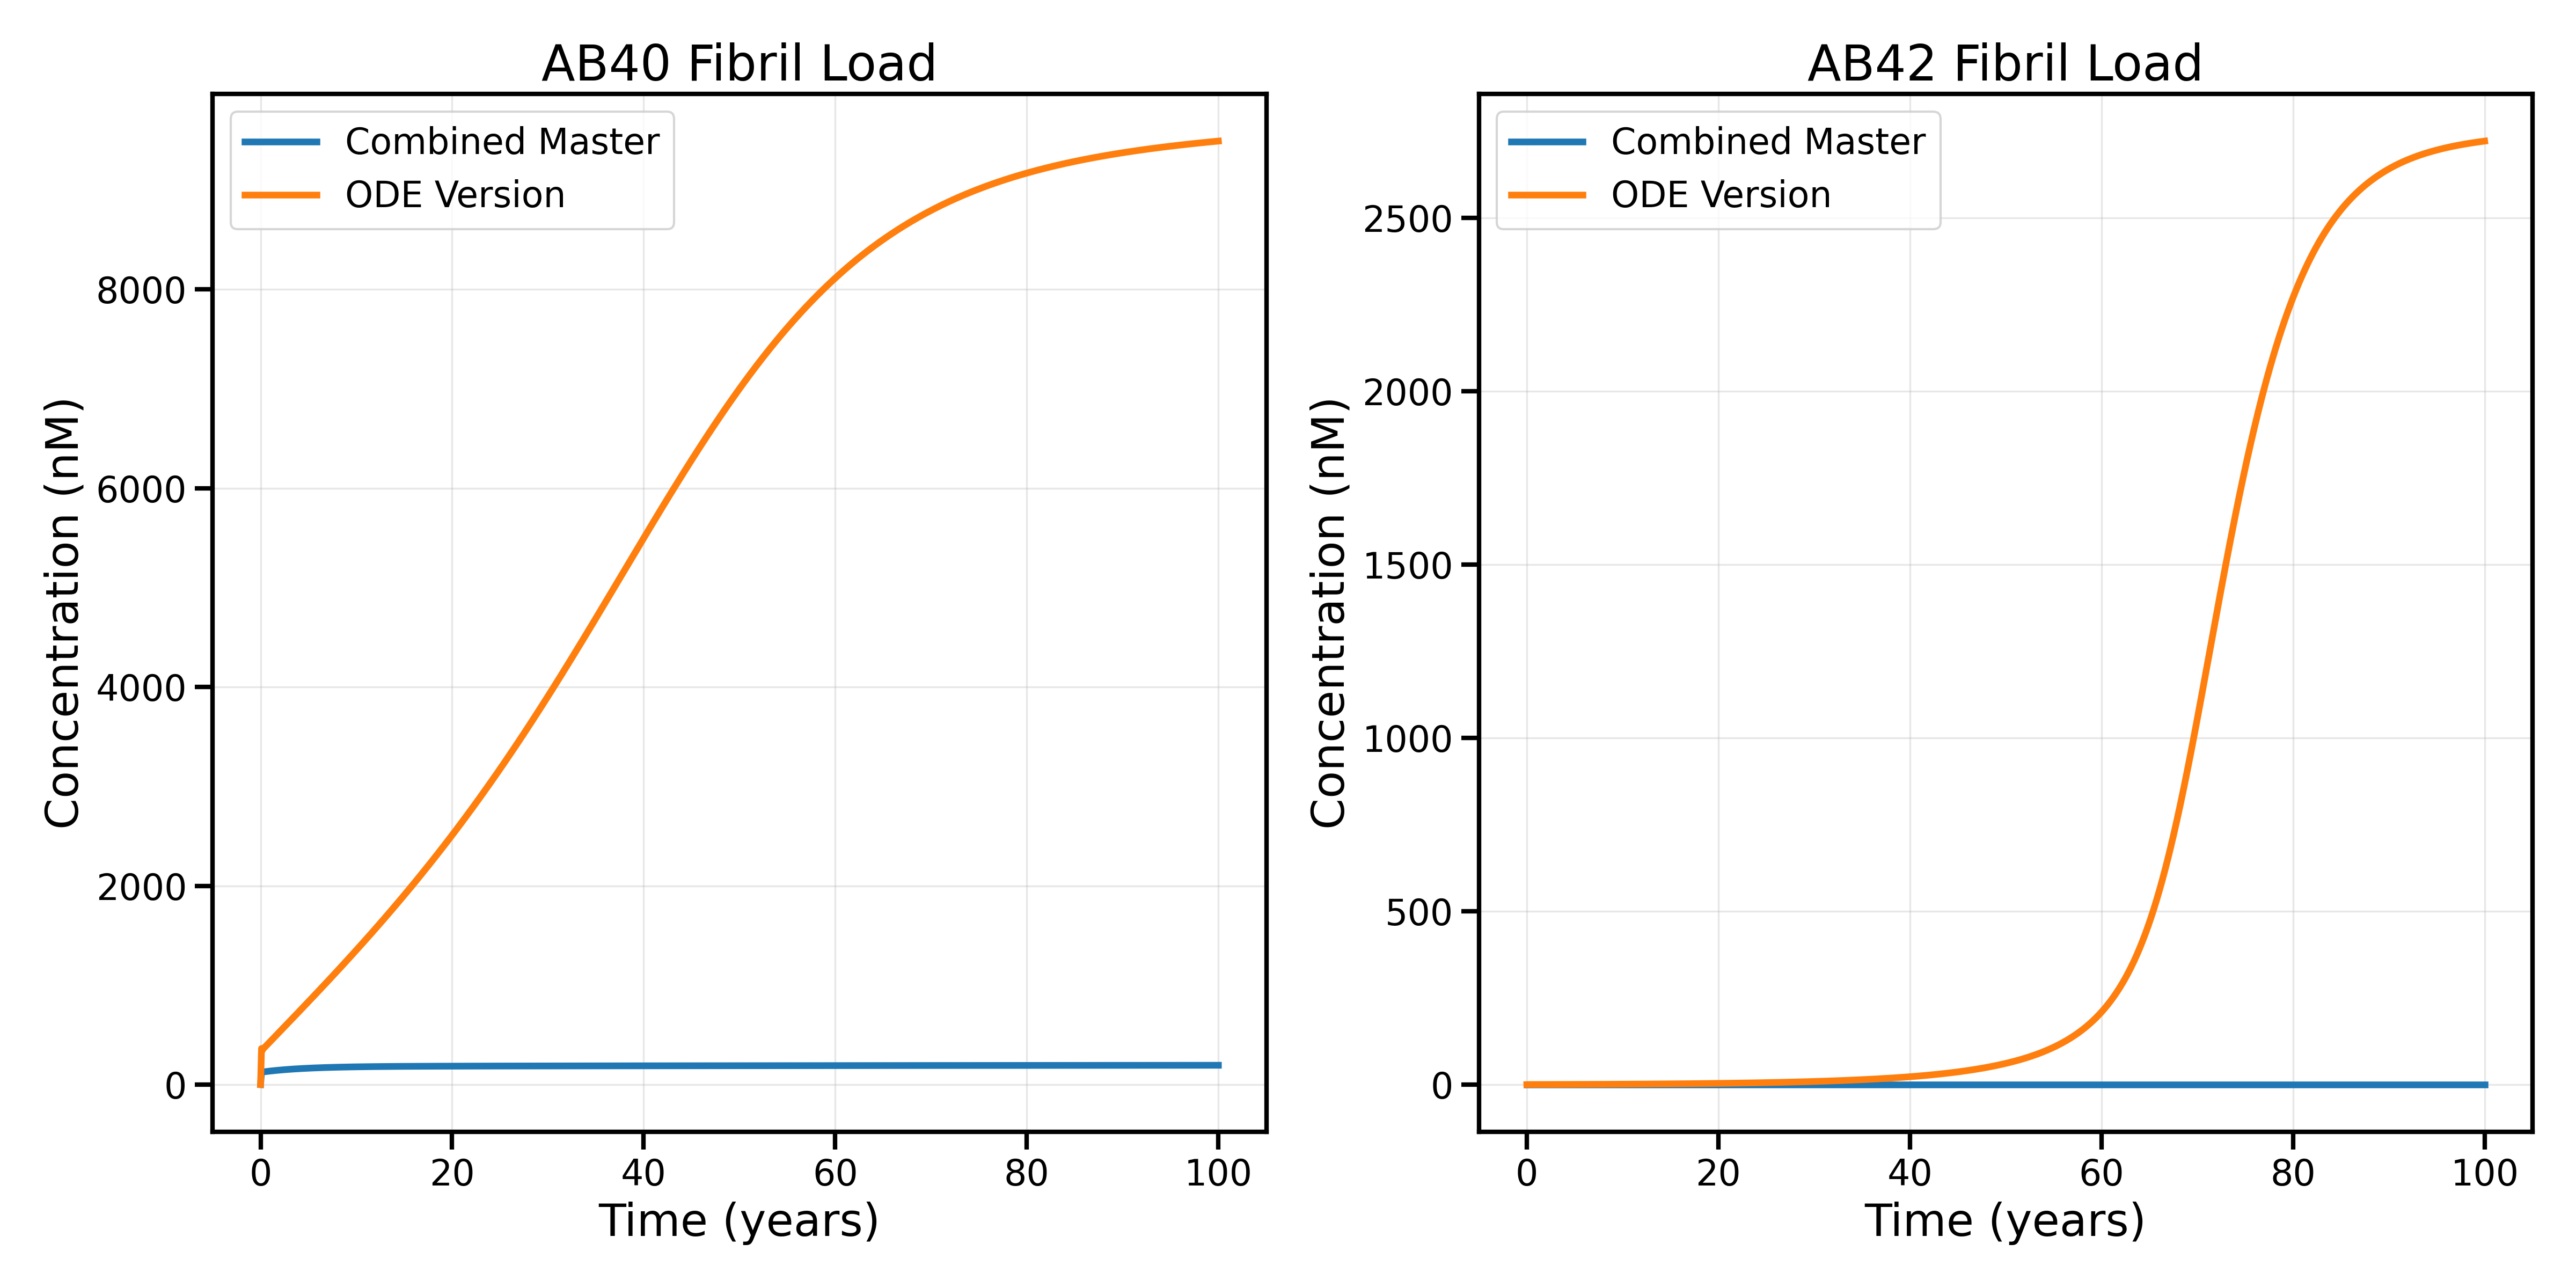 AB40 Fibril Load
Combined Master
ODE Version
8000
6000
4000
2000
0
Concentration (nM)
0 20 40 60 80 100
Time (years)
AB42 Fibril Load
Combined Master
ODE Version
2500
2000
1500
1000
500
0
Concentration (nM)
0 20 40 60 80 100
Time (years)